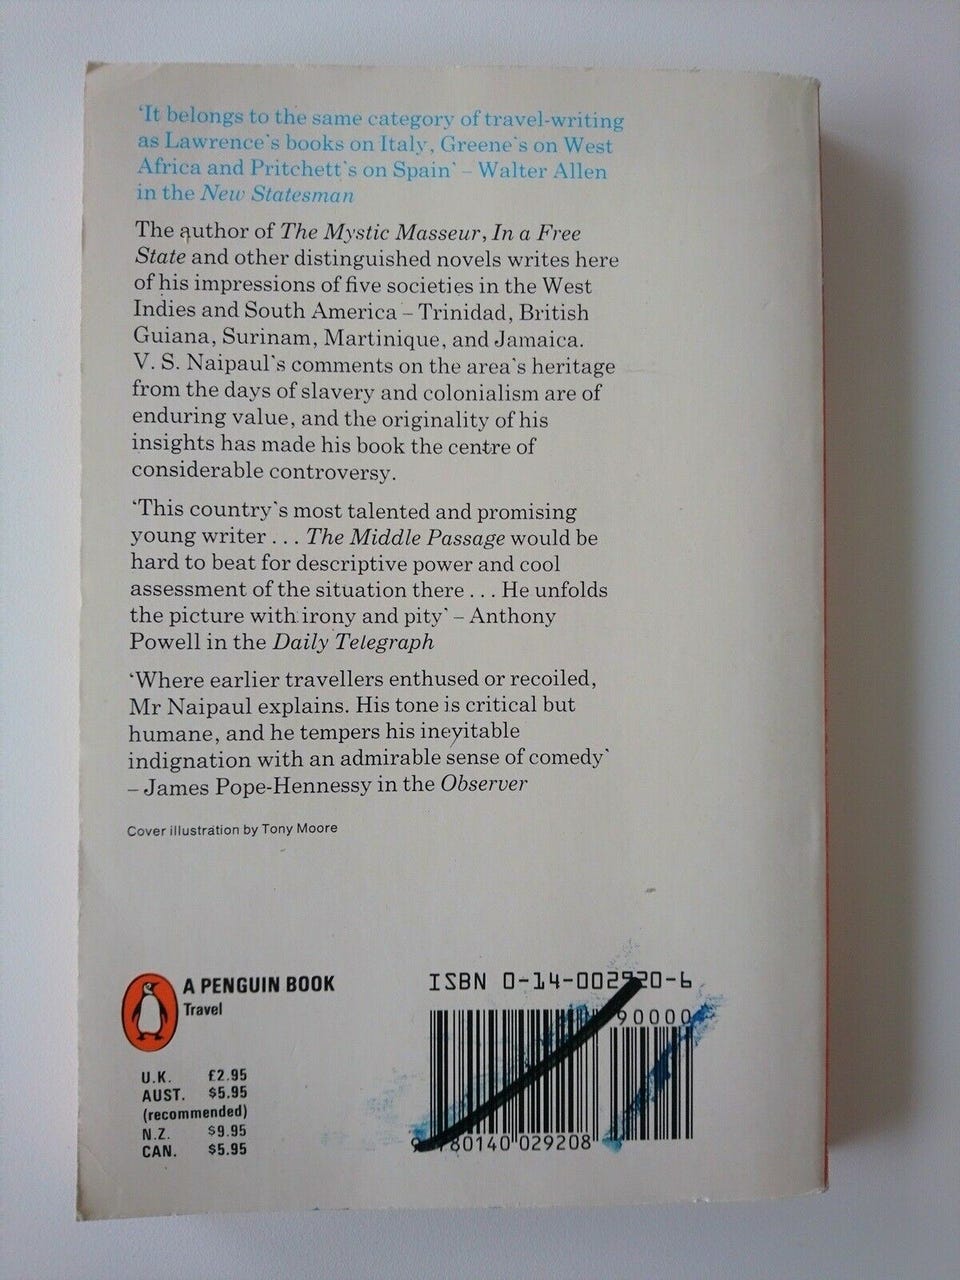 ‘It belongs to the same category of travel-writing
as Lawrence’s books on Italy, Greene’s on West
Africa and Pritchett’s on Spain’ – Walter Allen
in the New Statesman
The author of The Mystic Masseur, In a Free
State and other distinguished novels writes here
of his impressions of five societies in the West
Indies and South America – Trinidad, British
Guiana, Surinam, Martinique, and Jamaica.
V. S. Naipaul’s comments on the area’s heritage
from the days of slavery and colonialism are of
enduring value, and the originality of his
insights has made his book the centre of
considerable controversy.
‘This country’s most talented and promising
young writer . . . The Middle Passage would be
hard to beat for descriptive power and cool
assessment of the situation there . . . He unfolds
the picture with irony and pity’ – Anthony
Powell in the Daily Telegraph
‘Where earlier travellers enthused or recoiled,
Mr Naipaul explains. His tone is critical but
humane, and he tempers his inevitable
indignation with an admirable sense of comedy’
– James Pope-Hennessy in the Observer
Cover illustration by Tony Moore
A PENGUIN BOOK
Travel
U.K. £2.95
AUST. $5.95
(recommended)
N.Z. $9.95
CAN. $5.95
ISBN 0-14-002920-6
90000
9 780140 029208